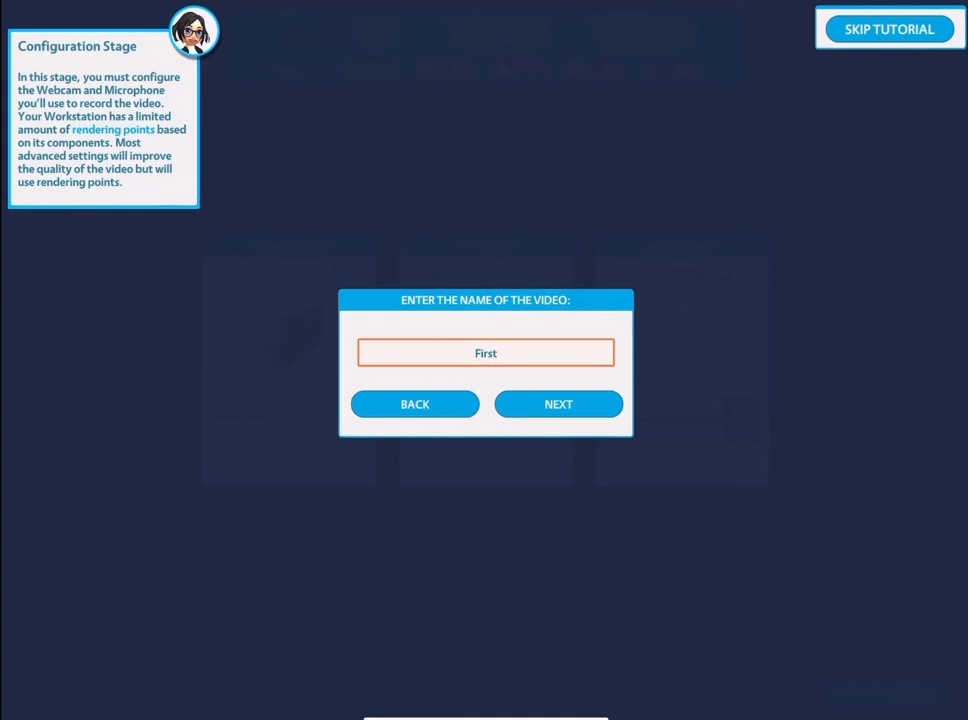 Configuration Stage
In this stage, you must configure
the Webcam and Microphone
you'll use to record the video.
Your Workstation has a limited
amount of rendering points based
on its components. Most
advanced settings will improve
the quality of the video but will
use rendering points.
SKIP TUTORIAL
ENTER THE NAME OF THE VIDEO:
First
BACK
NEXT